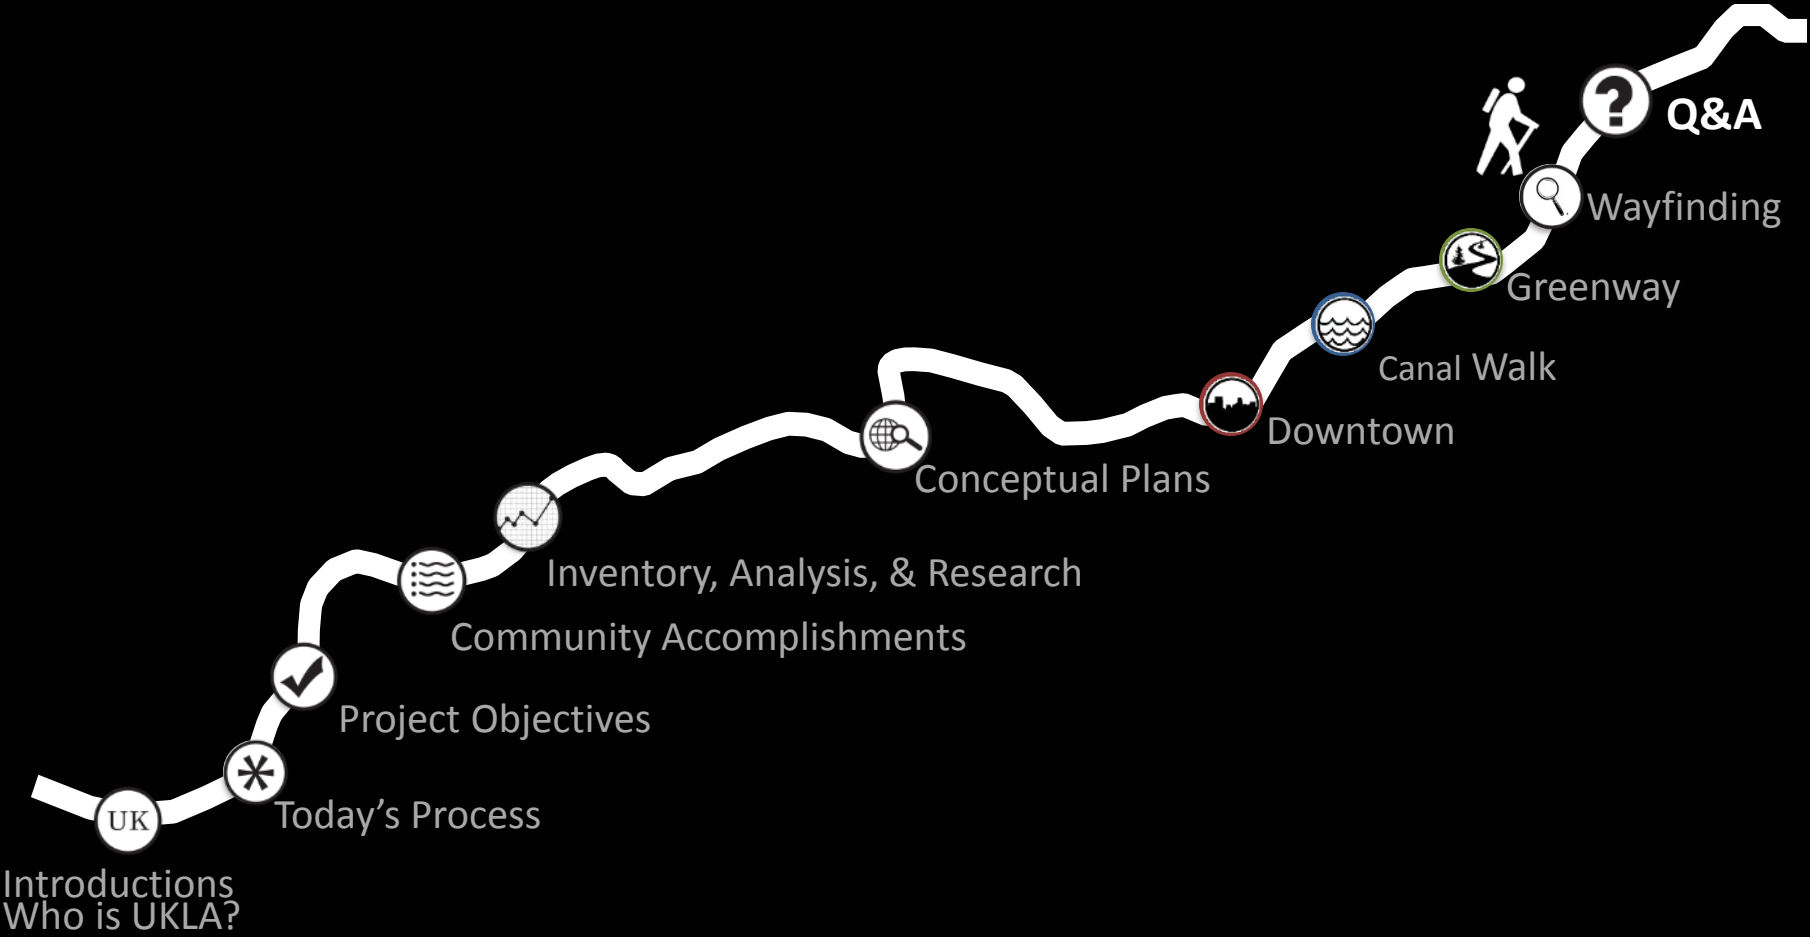 Q&A
Wayfinding
Greenway
Canal Walk
Downtown
Conceptual Plans
Inventory, Analysis, & Research
Community Accomplishments
Project Objectives
Today’s Process
UK
Introductions
Who is UKLA?